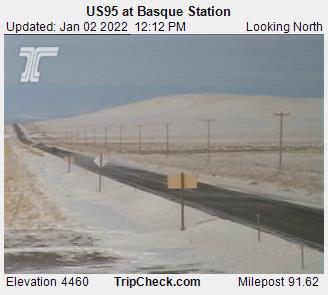 US95 at Basque Station
Updated: Jan 02 2022 12:12 PM Looking North
Elevation 4460 TripCheck.com Milepost 91.62